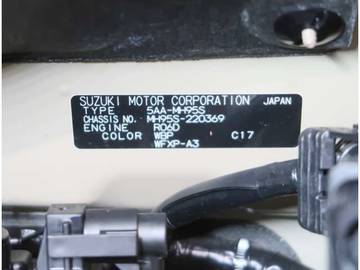 SUZUKI MOTOR CORPORATION JAPAN
TYPE 5AA-MH95S
CHASSIS NO. MH95S-220369
ENGINE R06D
COLOR WBP C17
WFXP-A3